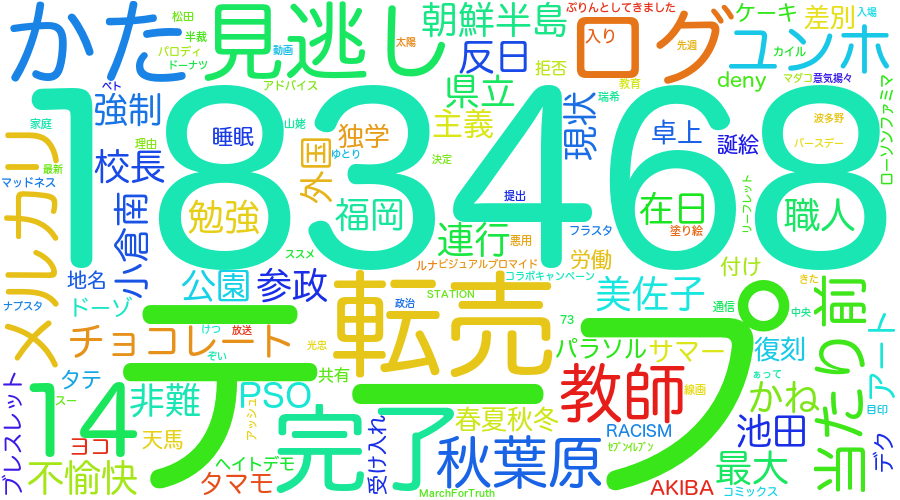 ぷりんとしてきました
松田
かた
見逃し
朝鮮半島
ログ
入り
ケーキ
差別
入場
半裁
パロディ
動画
太陽
反日
先週
ユンホ
カイル
ドーナツ
アドバイス
拒否
deny
マダコ
意気揚々
ベト
県立
教育
瑞希
18
34
68
強制
睡眠
山姥
独学
主義
現状
卓上
誕絵
波多野
バースデー
ローソンファミマ
家庭
理由
ゆとり
最新
校長
外国
決定
マッドネス
提出
リーフレット
メルカリ
小倉南
勉強
福岡
在日
職人
フラスタ
塗り絵
連行
悪用
労働
ススメ
地名
公園
参政
ルナ
ビジュアルプロマイド
コラボキャンペーン
付け
きた
ナプスタ
ドーゾ
政治
STATION
美佐子
通信
中央
当たり前
テープ
転売
73
チョコレート
けつ
放送
ぞい
光忠
パラソル
サマー
復刻
アート
14
タテ
スー
非難
PSO
共有
教師
線画
ぁって
かね
目印
ブレスレット
ヨコ
天馬
アッシュ
完了
受け入れ
春夏秋冬
RACISM
池田
デク
不愉快
ヘイトデモ
タマモ
秋葉原
ｾﾌﾞﾝｲﾚﾌﾞﾝ
最大
MarchForTruth
AKIBA
コミックス